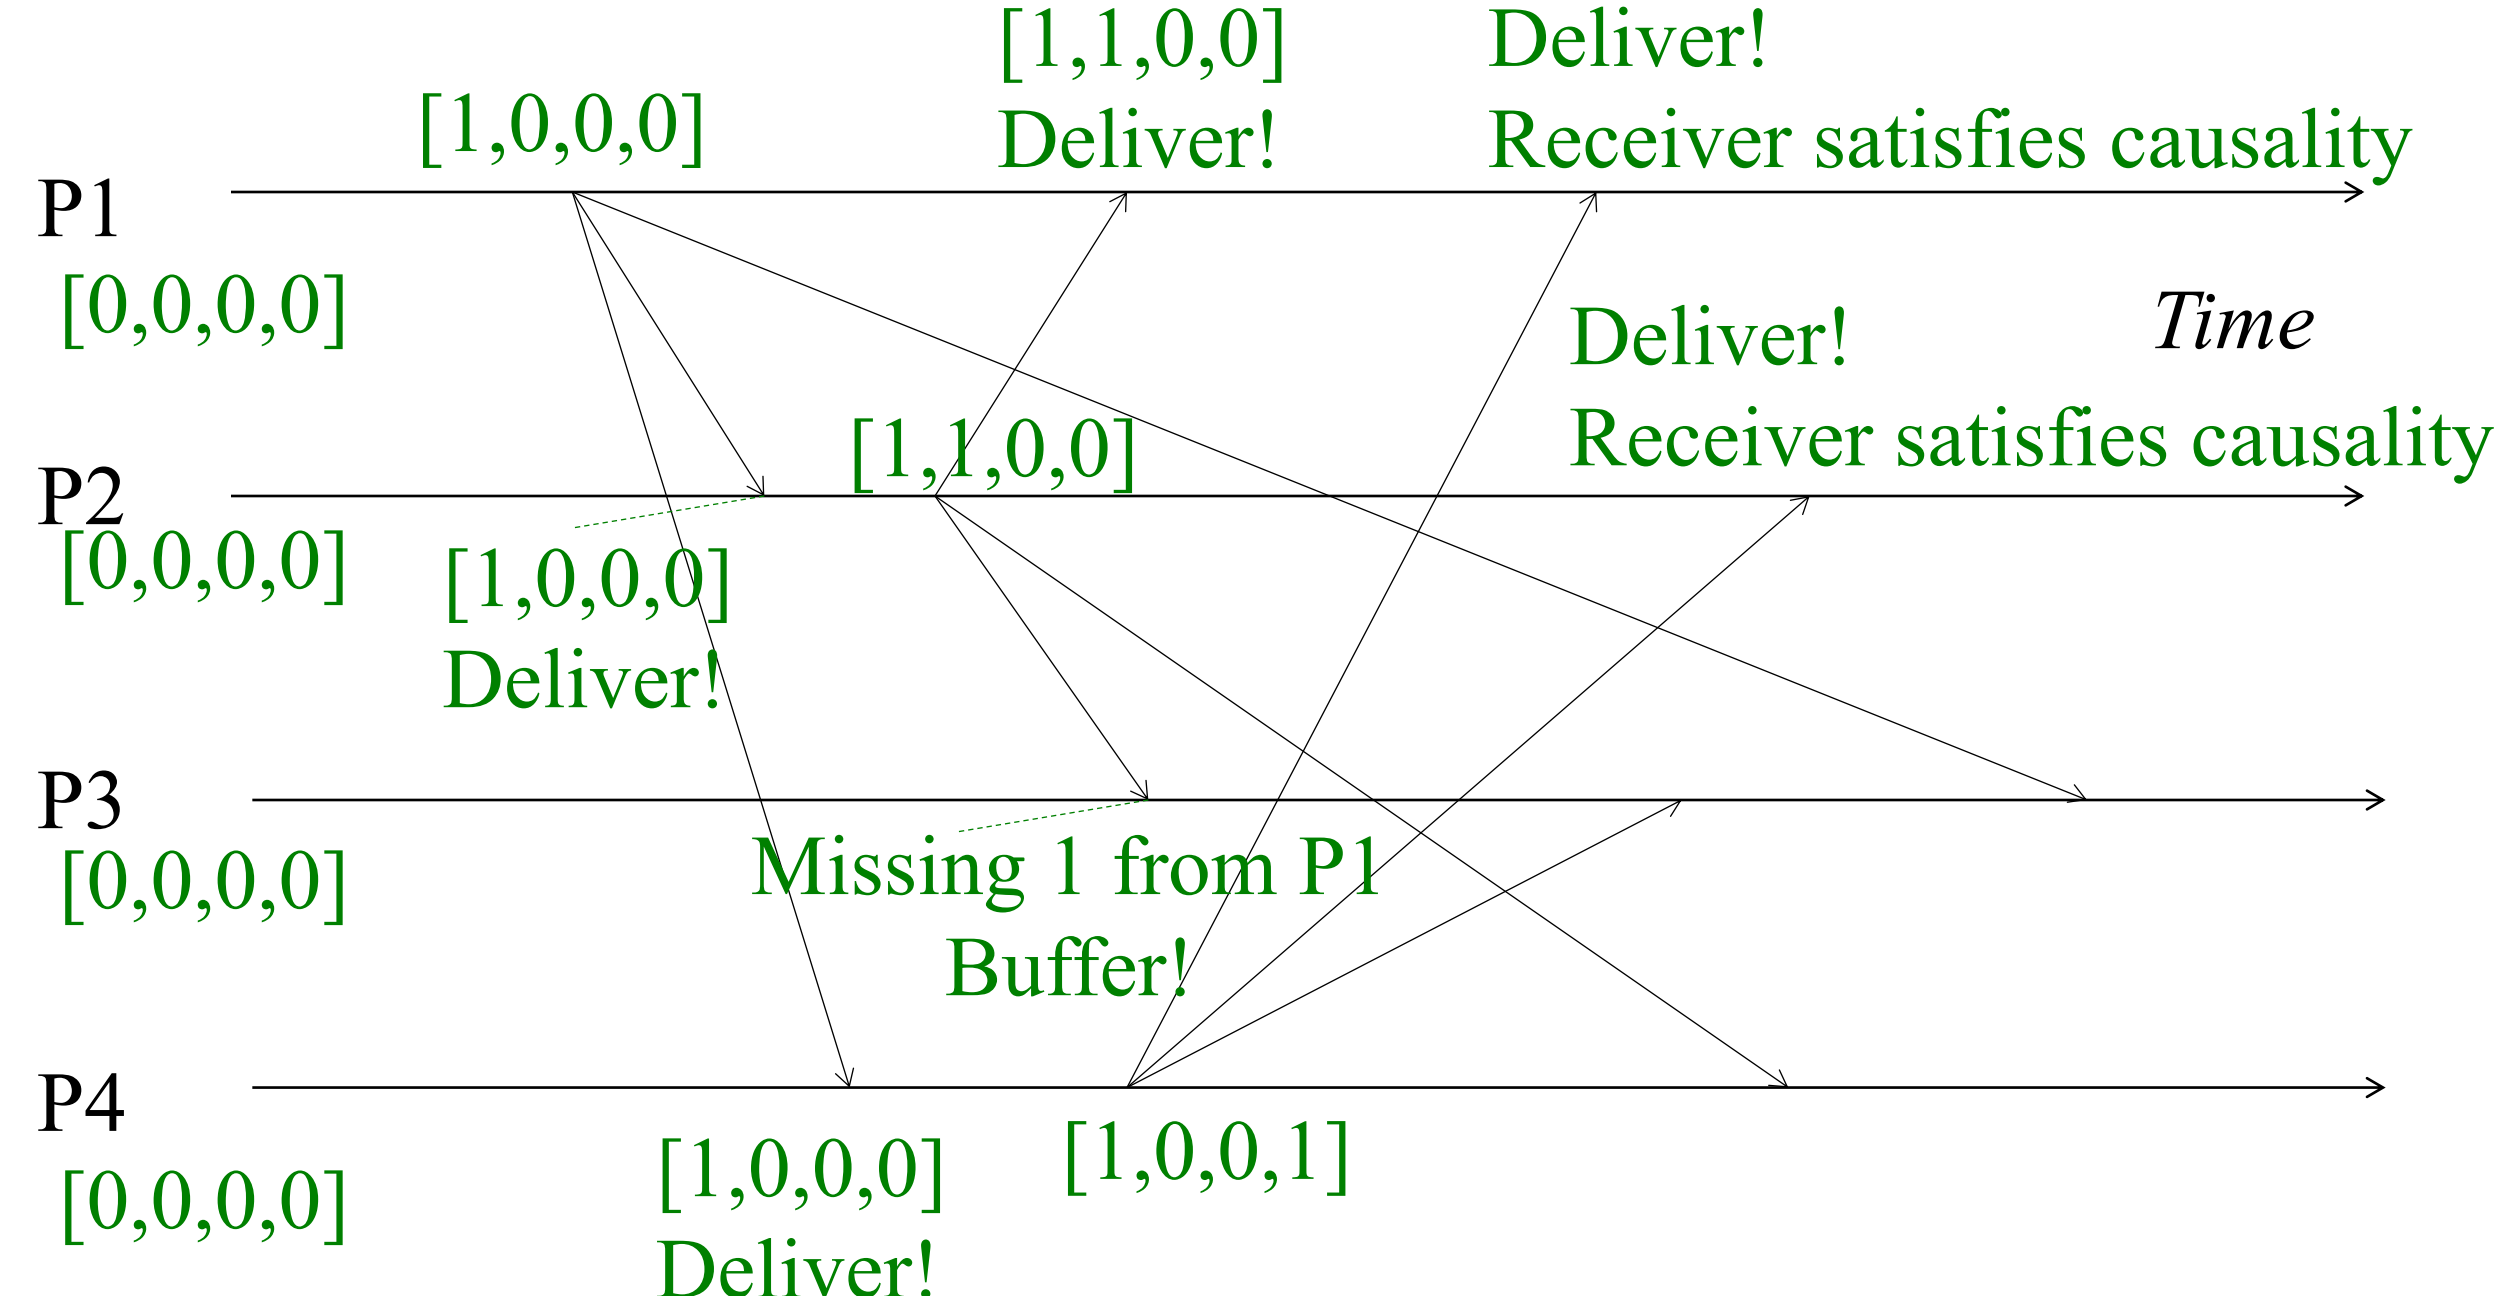 [1,1,0,0]
Deliver!
Deliver!
Receiver satisfies causality
[1,0,0,0]
P1
[0,0,0,0]
Time
Deliver!
Receiver satisfies causality
[1,1,0,0]
P2
[0,0,0,0]
[1,0,0,0]
Deliver!
P3
[0,0,0,0]
Missing 1 from P1
Buffer!
P4
[0,0,0,0]
[1,0,0,0]
Deliver!
[1,0,0,1]